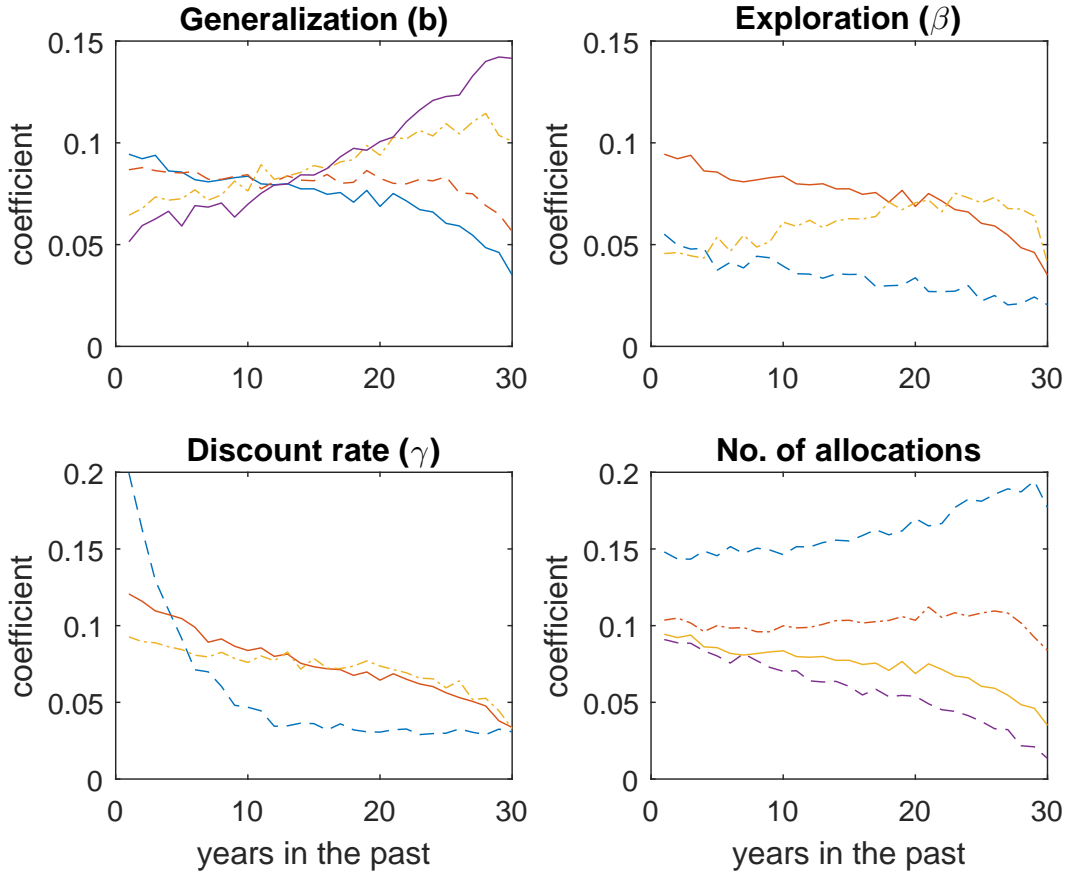 Generalization (b)
0.15
0.1
0.05
0
coefficient
0 10 20 30
Exploration (β)
0.15
0.1
0.05
0
coefficient
0 10 20 30
Discount rate (γ)
0.2
0.15
0.1
0.05
0
coefficient
0 10 20 30
years in the past
No. of allocations
0.2
0.15
0.1
0.05
0
coefficient
0 10 20 30
years in the past